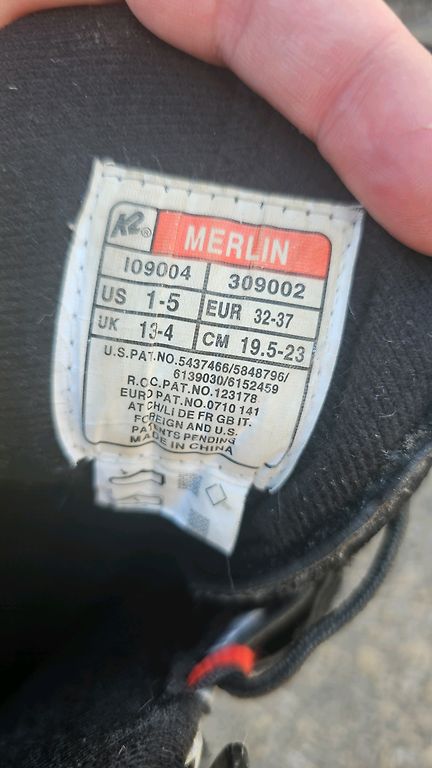 K2® MERLIN
I09004 309002
US 1-5 EUR 32-37
UK 13-4 CM 19.5-23
U.S.PAT.NO.5437466/5848796/
6139030/6152459
R.O.C.PAT.NO.123178
EURO PAT.NO.0710 141
AT CH/LI DE FR GB IT.
FOREIGN AND U.S.
PATENTS PENDING
MADE IN CHINA